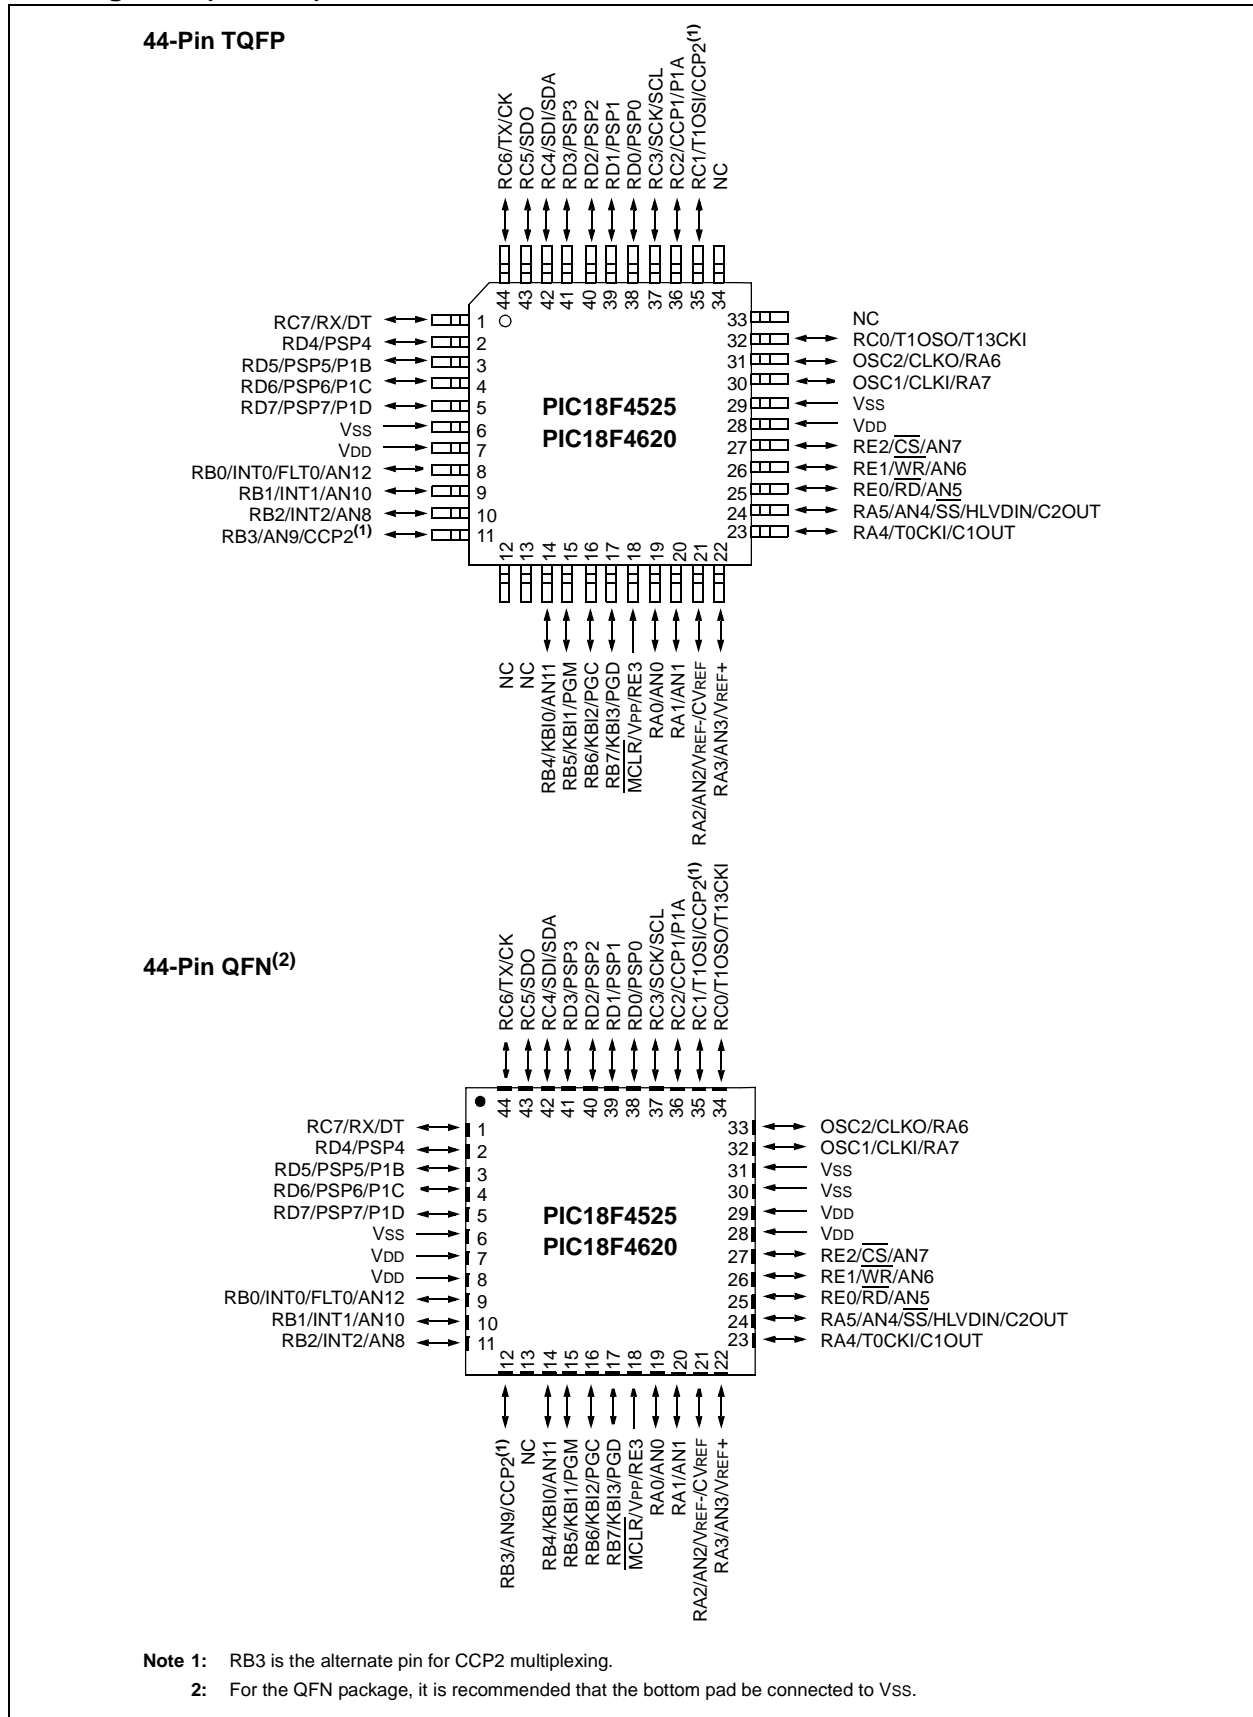 44-Pin TQFP
RC6/TX/CK
RC5/SDO
RC4/SDI/SDA
RD3/PSP3
RD2/PSP2
RD1/PSP1
RD0/PSP0
RC3/SCK/SCL
RC2/CCP1/P1A
RC1/T1OSI/CCP2(1)
NC
44
43
42
41
40
39
38
37
36
35
34
RC7/RX/DT 1
RD4/PSP4 2
RD5/PSP5/P1B 3
RD6/PSP6/P1C 4
RD7/PSP7/P1D 5
VSS 6
VDD 7
RB0/INT0/FLT0/AN12 8
RB1/INT1/AN10 9
RB2/INT2/AN8 10
RB3/AN9/CCP2(1) 11
PIC18F4525
PIC18F4620
33 NC
32 RC0/T1OSO/T13CKI
31 OSC2/CLKO/RA6
30 OSC1/CLKI/RA7
29 VSS
28 VDD
27 RE2/CS/AN7
26 RE1/WR/AN6
25 RE0/RD/AN5
24 RA5/AN4/SS/HLVDIN/C2OUT
23 RA4/T0CKI/C1OUT
12
13
14
15
16
17
18
19
20
21
22
NC
NC
RB4/KBI0/AN11
RB5/KBI1/PGM
RB6/KBI2/PGC
RB7/KBI3/PGD
MCLR/VPP/RE3
RA0/AN0
RA1/AN1
RA2/AN2/VREF-/CVREF
RA3/AN3/VREF+
44-Pin QFN(2)
RC6/TX/CK
RC5/SDO
RC4/SDI/SDA
RD3/PSP3
RD2/PSP2
RD1/PSP1
RD0/PSP0
RC3/SCK/SCL
RC2/CCP1/P1A
RC1/T1OSI/CCP2(1)
RC0/T1OSO/T13CKI
44
43
42
41
40
39
38
37
36
35
34
RC7/RX/DT 1
RD4/PSP4 2
RD5/PSP5/P1B 3
RD6/PSP6/P1C 4
RD7/PSP7/P1D 5
VSS 6
VDD 7
VDD 8
RB0/INT0/FLT0/AN12 9
RB1/INT1/AN10 10
RB2/INT2/AN8 11
PIC18F4525
PIC18F4620
33 OSC2/CLKO/RA6
32 OSC1/CLKI/RA7
31 VSS
30 VSS
29 VDD
28 VDD
27 RE2/CS/AN7
26 RE1/WR/AN6
25 RE0/RD/AN5
24 RA5/AN4/SS/HLVDIN/C2OUT
23 RA4/T0CKI/C1OUT
12
13
14
15
16
17
18
19
20
21
22
RB3/AN9/CCP2(1)
NC
RB4/KBI0/AN11
RB5/KBI1/PGM
RB6/KBI2/PGC
RB7/KBI3/PGD
MCLR/VPP/RE3
RA0/AN0
RA1/AN1
RA2/AN2/VREF-/CVREF
RA3/AN3/VREF+
Note 1: RB3 is the alternate pin for CCP2 multiplexing.
2: For the QFN package, it is recommended that the bottom pad be connected to VSS.